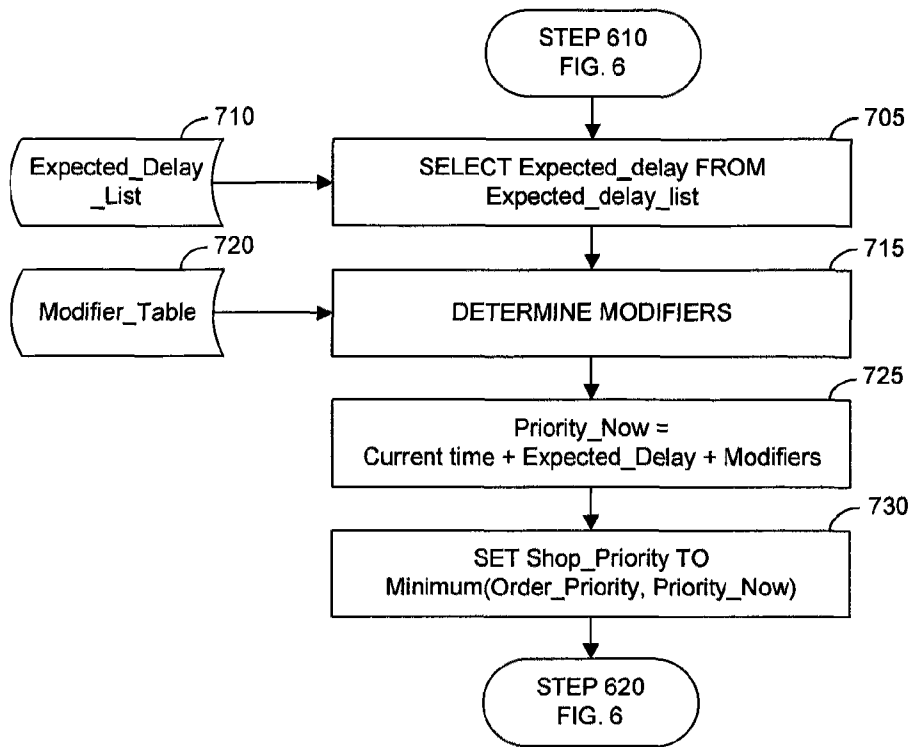 STEP 610
FIG. 6
710
Expected_Delay
_List
705
SELECT Expected_delay FROM
Expected_delay_list
720
Modifier_Table
715
DETERMINE MODIFIERS
725
Priority_Now =
Current time + Expected_Delay + Modifiers
730
SET Shop_Priority TO
Minimum(Order_Priority, Priority_Now)
STEP 620
FIG. 6